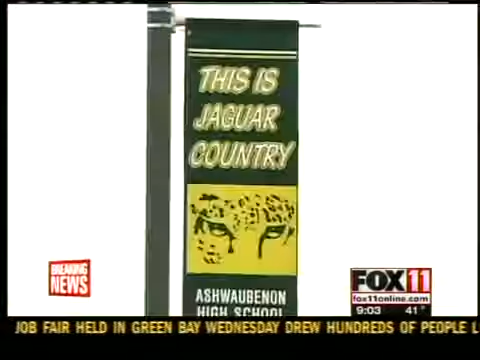 THIS IS
JAGUAR
COUNTRY
ASHWAUBENON
HIGH SCHOOL
BREAKING
NEWS
FOX 11
fox11online.com
9:03 41°
JOB FAIR HELD IN GREEN BAY WEDNESDAY DREW HUNDREDS OF PEOPLE L